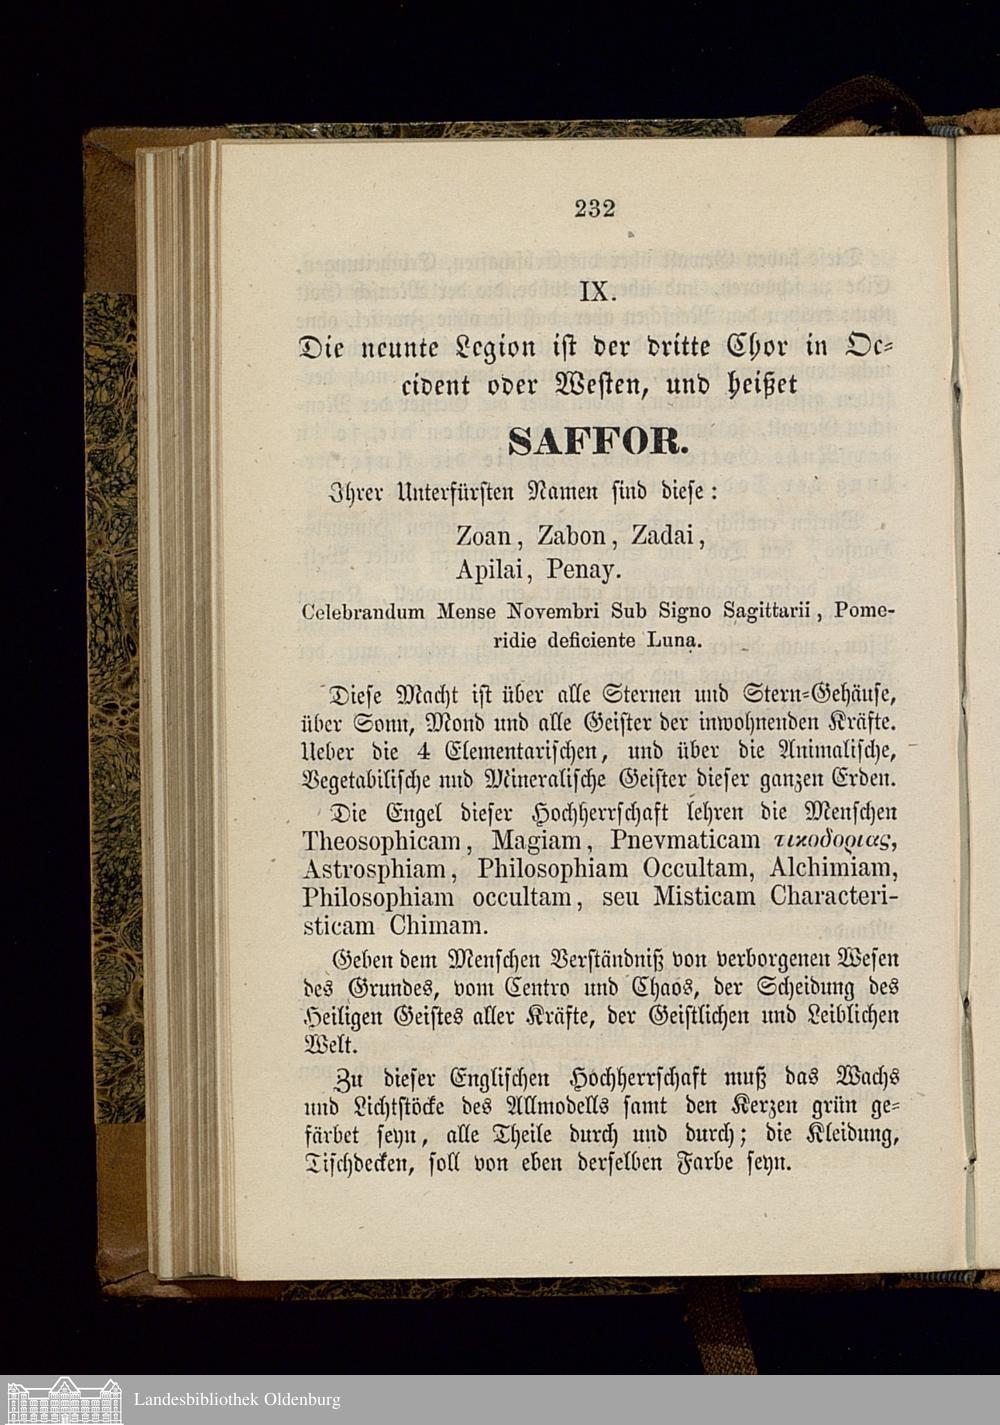 232
IX.
Die neunte Legion ist der dritte Chor in Oc=
cident oder Westen, und heißet
SAFFOR.
Ihrer Unterfürsten Namen sind diese:
Zoan, Zabon, Zadai,
Apilai, Penay.
Celebrandum Mense Novembri Sub Signo Sagittarii, Pome-
ridie deficiente Luna.
Diese Macht ist über alle Sternen und Stern=Gehäuse,
über Sonn, Mond und alle Geister der inwohnenden Kräfte.
Ueber die 4 Elementarischen, und über die Animalische,
Vegetabilische und Mineralische Geister dieser ganzen Erden.
Die Engel dieser Hochherrschaft lehren die Menschen
Theosophicam, Magiam, Pnevmaticam τικοδοριας,
Astrosphiam, Philosophiam Occultam, Alchimiam,
Philosophiam occultam, seu Misticam Characteri-
sticam Chimam.
Geben dem Menschen Verständniß von verborgenen Wesen
des Grundes, vom Centro und Chaos, der Scheidung des
Heiligen Geistes aller Kräfte, der Geistlichen und Leiblichen
Welt.
Zu dieser Englischen Hochherrschaft muß das Wachs
und Lichtstöcke des Allmodells samt den Kerzen grün ge=
färbet seyn, alle Theile durch und durch; die Kleidung,
Tischdecken, soll von eben derselben Farbe seyn.
Landesbibliothek Oldenburg